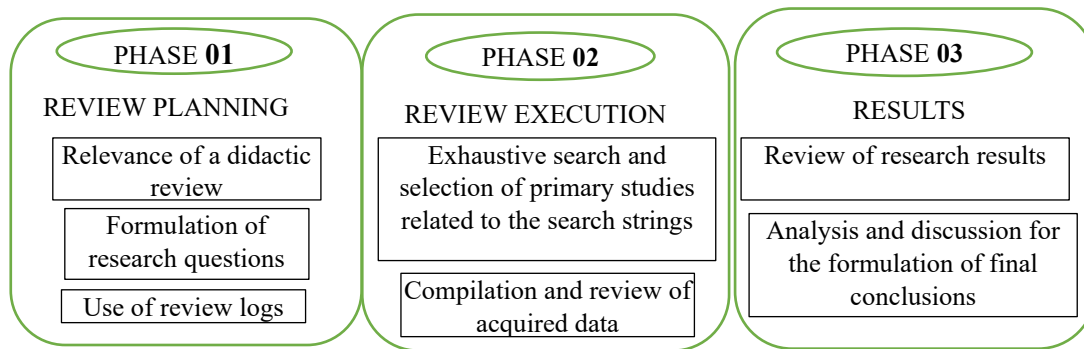 PHASE 01
REVIEW PLANNING
Relevance of a didactic
review
Formulation of
research questions
Use of review logs
PHASE 02
REVIEW EXECUTION
Exhaustive search and
selection of primary studies
related to the search strings
Compilation and review of
acquired data
PHASE 03
RESULTS
Review of research results
Analysis and discussion for
the formulation of final
conclusions